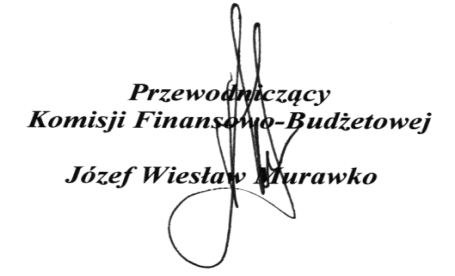 Przewodniczący
Komisji Finansowo-Budżetowej
Józef Wiesław Murawko